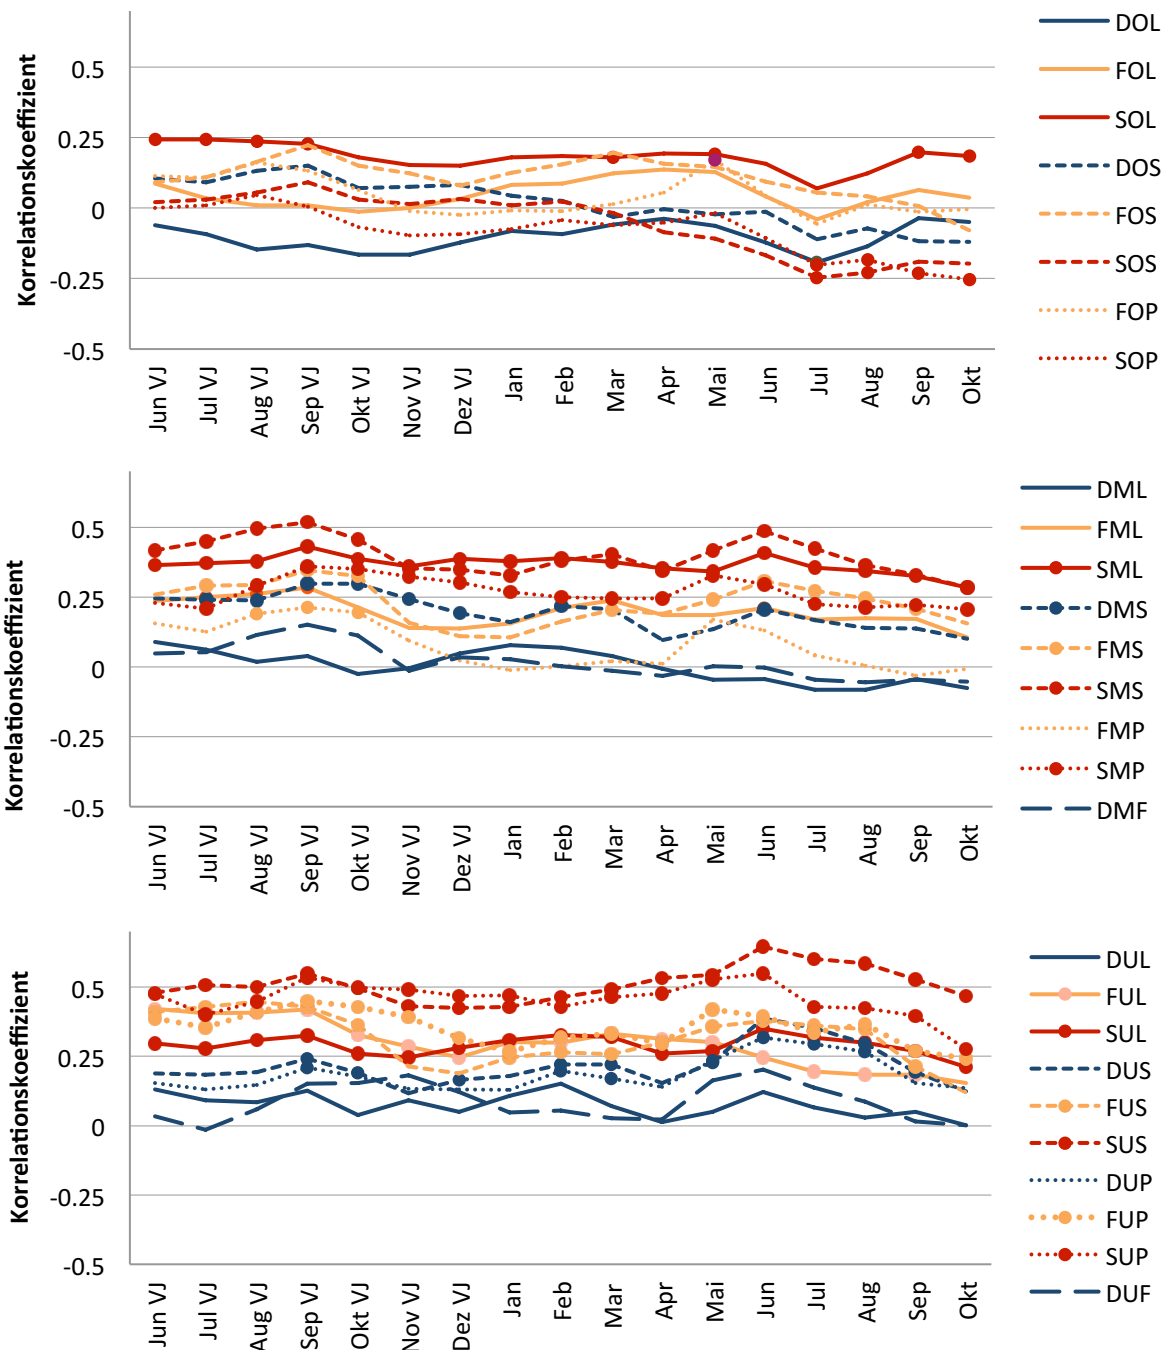 Korrelationskoeffizient
0.5
0.25
0
-0.25
-0.5
Jun VJ
Jul VJ
Aug VJ
Sep VJ
Okt VJ
Nov VJ
Dez VJ
Jan
Feb
Mar
Apr
Mai
Jun
Jul
Aug
Sep
Okt
DOL
FOL
SOL
DOS
FOS
SOS
FOP
SOP
Korrelationskoeffizient
0.5
0.25
0
-0.25
-0.5
Jun VJ
Jul VJ
Aug VJ
Sep VJ
Okt VJ
Nov VJ
Dez VJ
Jan
Feb
Mar
Apr
Mai
Jun
Jul
Aug
Sep
Okt
DML
FML
SML
DMS
FMS
SMS
FMP
SMP
DMF
Korrelationskoeffizient
0.5
0.25
0
-0.25
-0.5
Jun VJ
Jul VJ
Aug VJ
Sep VJ
Okt VJ
Nov VJ
Dez VJ
Jan
Feb
Mar
Apr
Mai
Jun
Jul
Aug
Sep
Okt
DUL
FUL
SUL
DUS
FUS
SUS
DUP
FUP
SUP
DUF